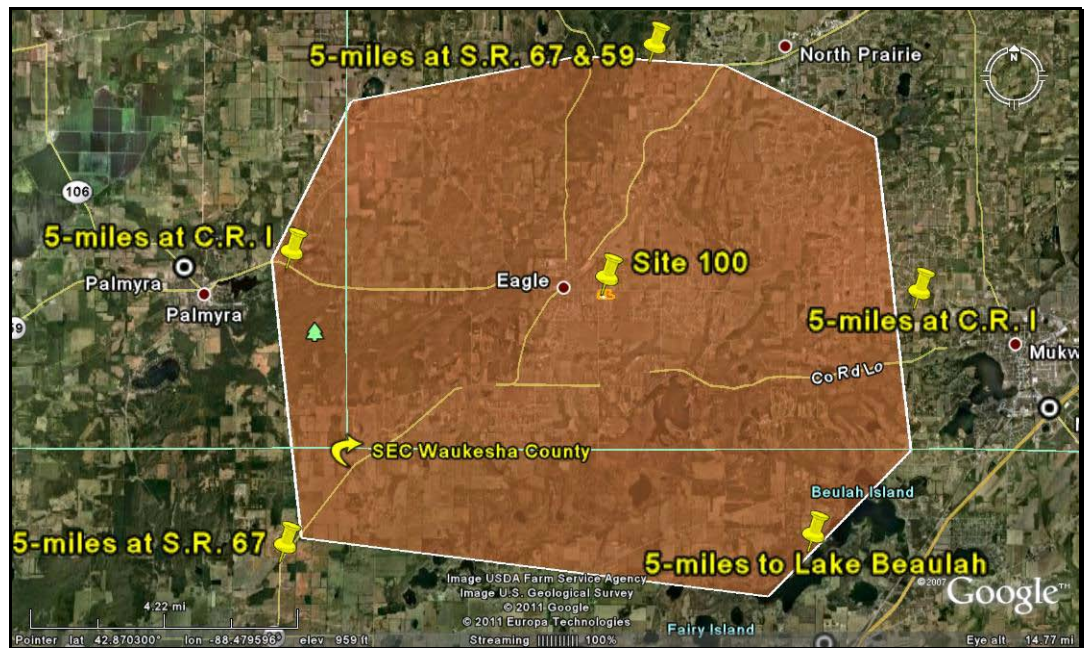 5-miles at S.R. 67 & 59
North Prairie
N
106
5-miles at C.R. I
Palmyra
Palmyra
Eagle
Site 100
5-miles at C.R. I
Mukw
59
Co Rd Lo
SEC Waukesha County
Beulah Island
5-miles at S.R. 67
5-miles to Lake Beaulah
Image USDA Farm Service Agency
Image U.S. Geological Survey
© 2011 Google
© 2011 Europa Technologies
©2007 Google™
4.22 mi
Fairy Island
Pointer lat 42.870300° lon -88.479596° elev 959 ft
Streaming 100%
Eye alt 14.77 mi